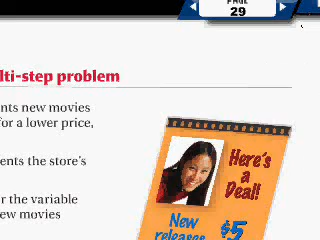 PAGE
29
lti-step problem
nts new movies
for a lower price,
ents the store's
r the variable
ew movies
Here's
a
Deal!
New
releases
$5